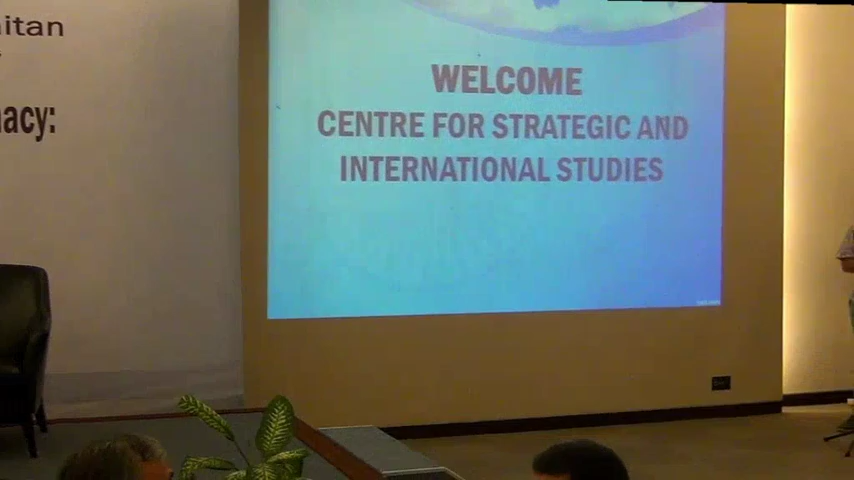 itan
acy:
WELCOME
CENTRE FOR STRATEGIC AND
INTERNATIONAL STUDIES